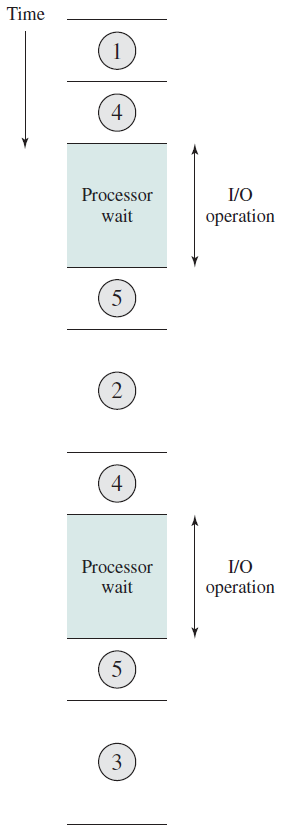 Time
1
4
Processor
wait
I/O
operation
5
2
4
Processor
wait
I/O
operation
5
3